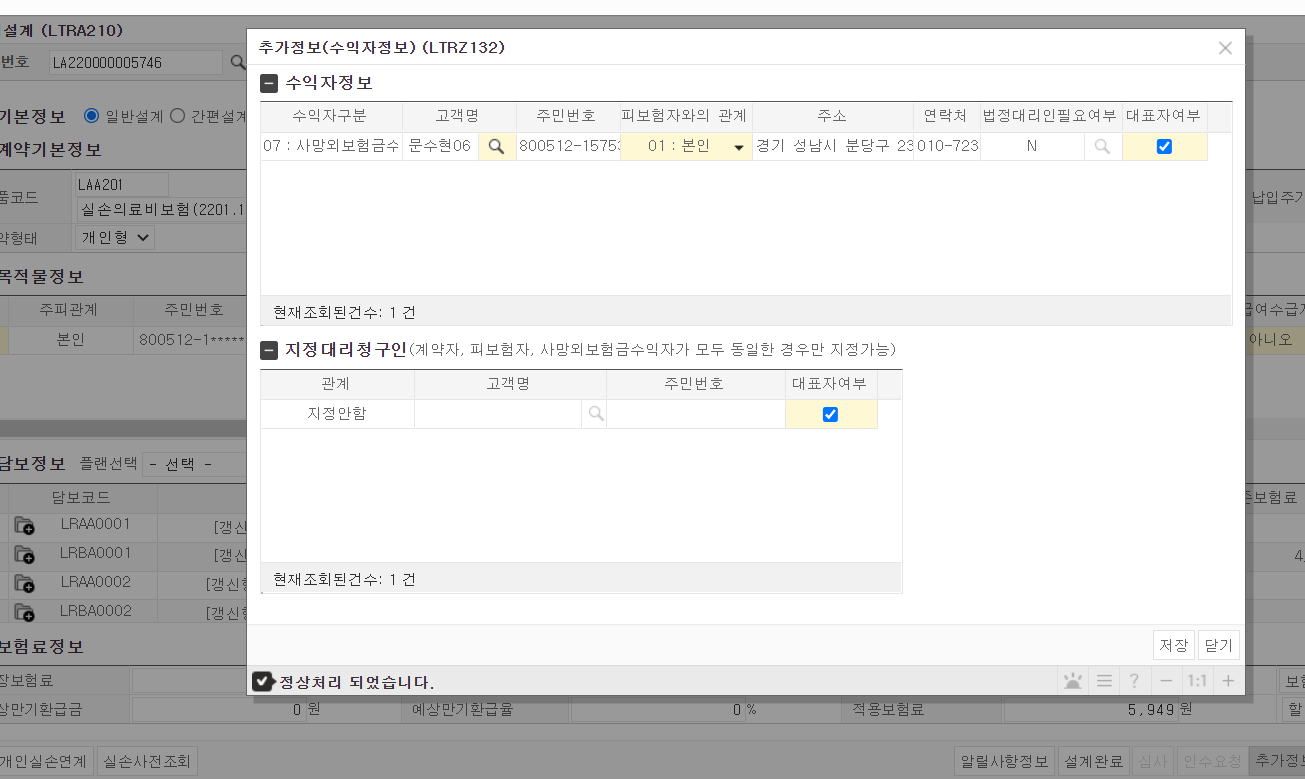 설계 (LTRA210)
번호 LA220000005746
기본정보 일반설계 간편설계
계약기본정보
품코드 LAA201
실손의료비보험(2201.1
약형태 개인형
목적물정보
주피관계 주민번호
본인 800512-1*****
담보정보 플랜선택 - 선택 -
담보코드
LRAA0001 [갱신
LRBA0001 [갱신
LRAA0002 [갱신형
LRBA0002 [갱신형
보험료정보
장보험료
상만기환급금 0 원 예상만기환급율 0 % 적용보험료 5,949 원
개인실손연계 실손사전조회 알릴사항정보 설계완료 심사 인수요청 추가정보
납입주기
급여수급자
아니오
준보험료
4,
보험
할
추가정보(수익자정보) (LTRZ132)
수익자정보
수익자구분 고객명 주민번호 피보험자와의 관계 주소 연락처 법정대리인필요여부 대표자여부
07 : 사망외보험금수 문수현06 800512-15753 01 : 본인 경기 성남시 분당구 23 010-723 N
현재조회된건수: 1 건
지정대리청구인(계약자, 피보험자, 사망외보험금수익자가 모두 동일한 경우만 지정가능)
관계 고객명 주민번호 대표자여부
지정안함
현재조회된건수: 1 건
저장 닫기
정상처리 되었습니다.
1:1